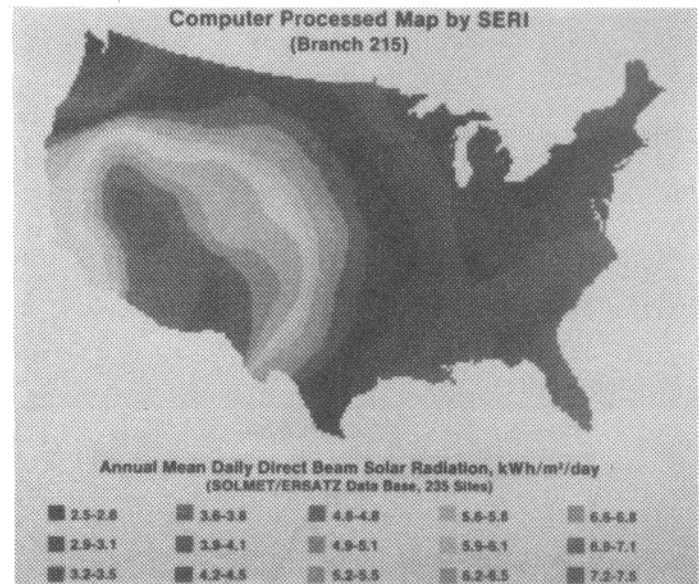 Computer Processed Map by SERI
(Branch 215)
Annual Mean Daily Direct Beam Solar Radiation, kWh/m²/day
(SOLMET/ERSATZ Data Base, 235 Sites)
2.5-2.8 3.6-3.8 4.6-4.8 5.6-5.8 6.6-6.8
2.9-3.1 3.9-4.1 4.9-5.1 5.9-6.1 6.9-7.1
3.2-3.5 4.2-4.5 5.2-5.5 6.2-6.5 7.2-7.5